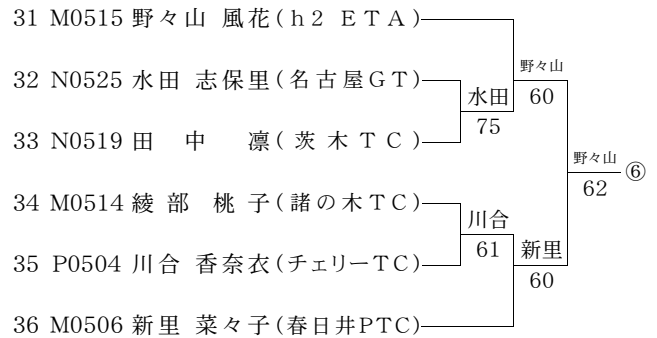 31 M0515 野々山 風花(h2 ETA)
野々山
32 N0525 水田 志保里(名古屋GT)
水田
60
75
33 N0519 田中 凛(茨木TC)
野々山
62
⑥
34 M0514 綾部 桃子(諸の木TC)
川合
61
新里
35 P0504 川合 香奈衣(チェリーTC)
60
36 M0506 新里 菜々子(春日井PTC)